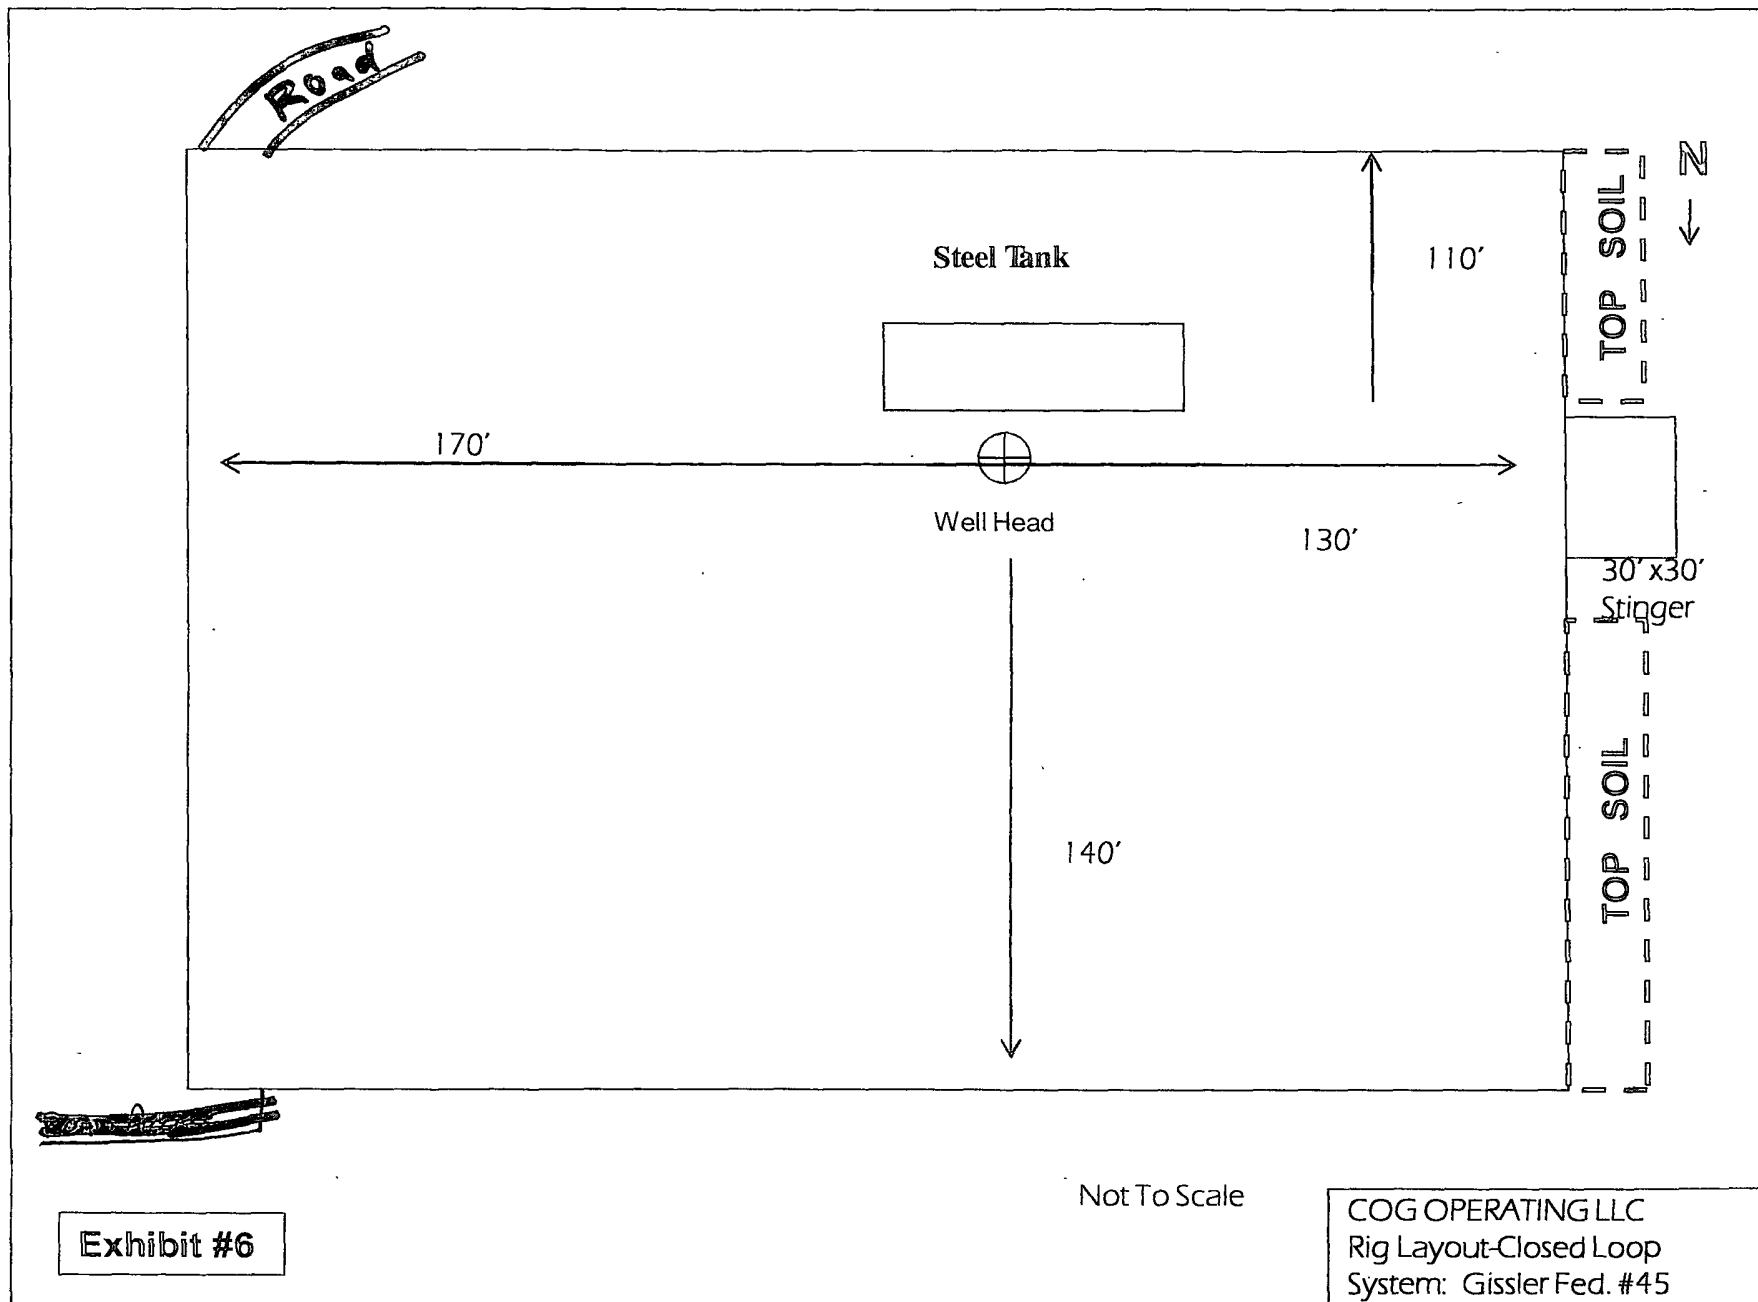 Road
N
TOP SOIL
Steel Tank
110'
170'
Well Head
130'
30'x30'
Stinger
TOP SOIL
140'
Not To Scale
Exhibit #6
COG OPERATING LLC
Rig Layout-Closed Loop
System: Gissler Fed. #45